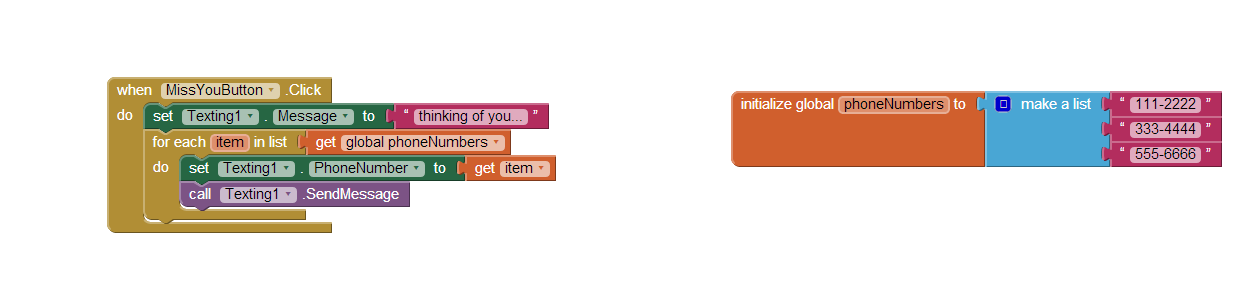 when MissYouButton .Click
do set Texting1 . Message to " thinking of you... "
for each item in list get global phoneNumbers
do set Texting1 . PhoneNumber to get item
call Texting1 .SendMessage
initialize global phoneNumbers to make a list " 111-2222 "
" 333-4444 "
" 555-6666 "